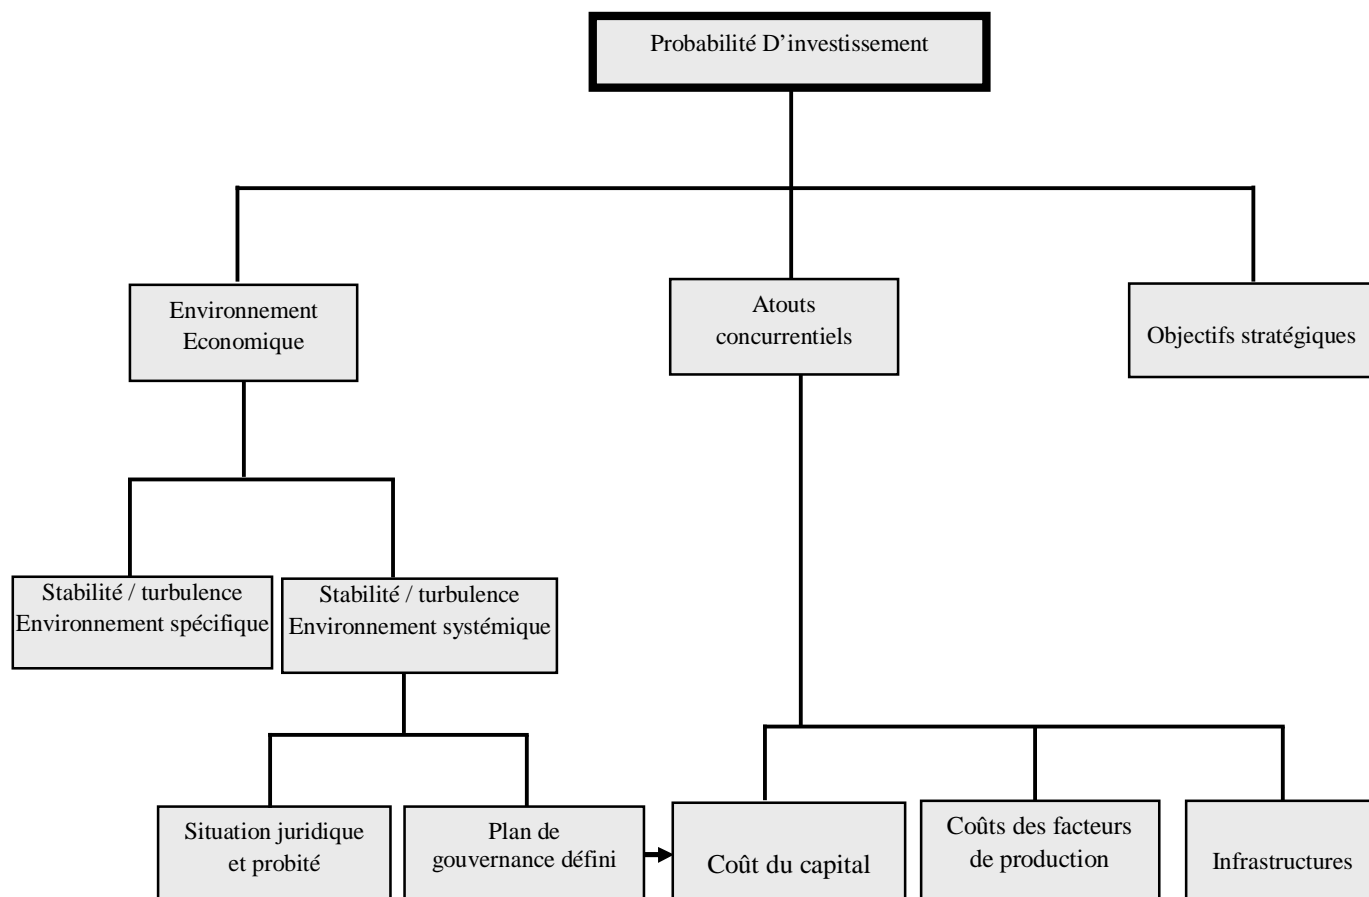 Probabilité D’investissement
Environnement
Economique
Atouts
concurrentiels
Objectifs stratégiques
Stabilité / turbulence
Environnement spécifique
Stabilité / turbulence
Environnement systémique
Situation juridique
et probité
Plan de
gouvernance défini
Coût du capital
Coûts des facteurs
de production
Infrastructures